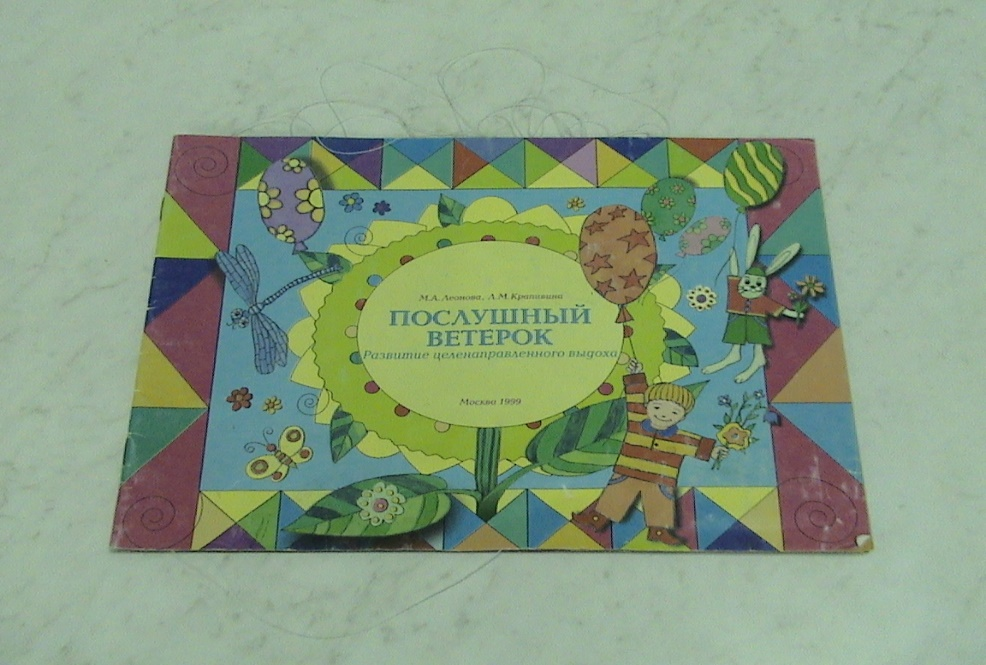 М.А. Леонова, Л.М. Крапивина
ПОСЛУШНЫЙ
ВЕТЕРОК
Развитие целенаправленного выдоха
Москва 1999